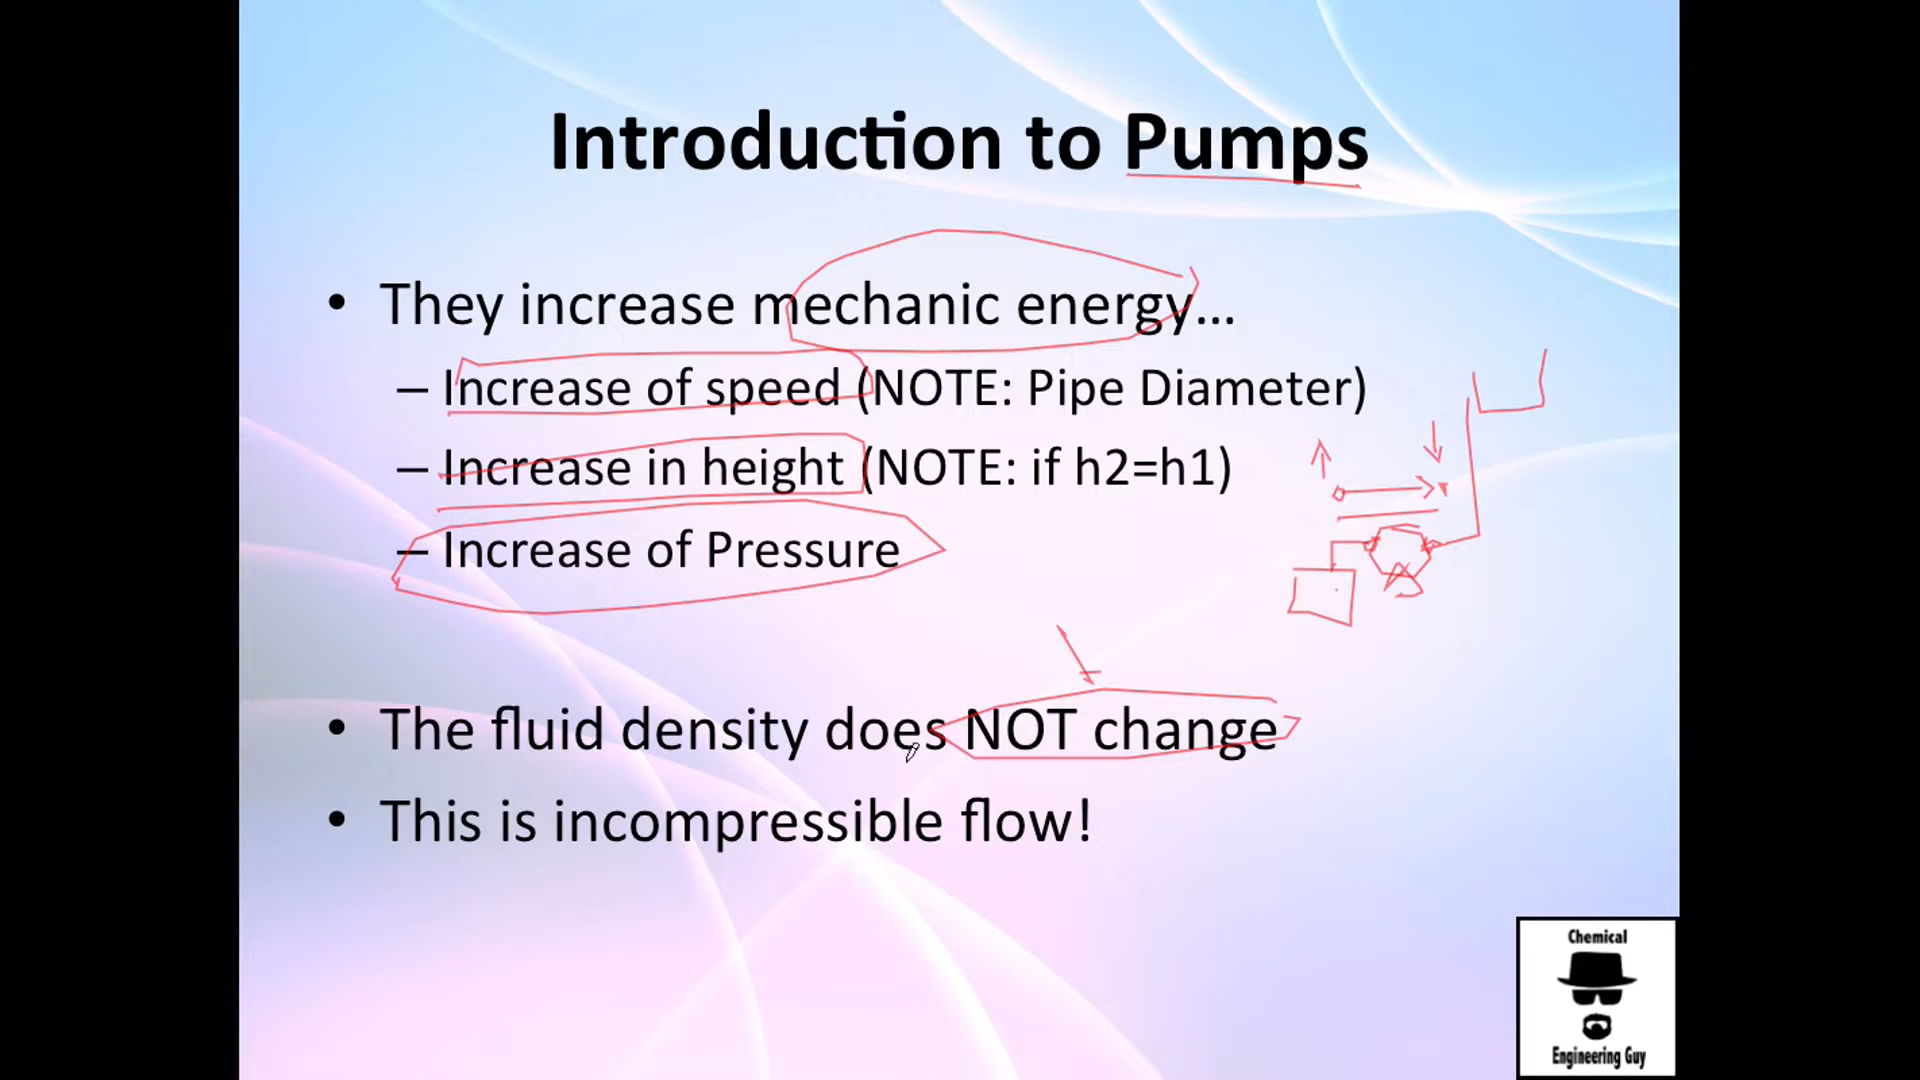 Introduction to Pumps
• They increase mechanic energy...
– Increase of speed (NOTE: Pipe Diameter)
– Increase in height (NOTE: if h2=h1)
– Increase of Pressure
• The fluid density does NOT change
• This is incompressible flow!
Chemical
Engineering Guy